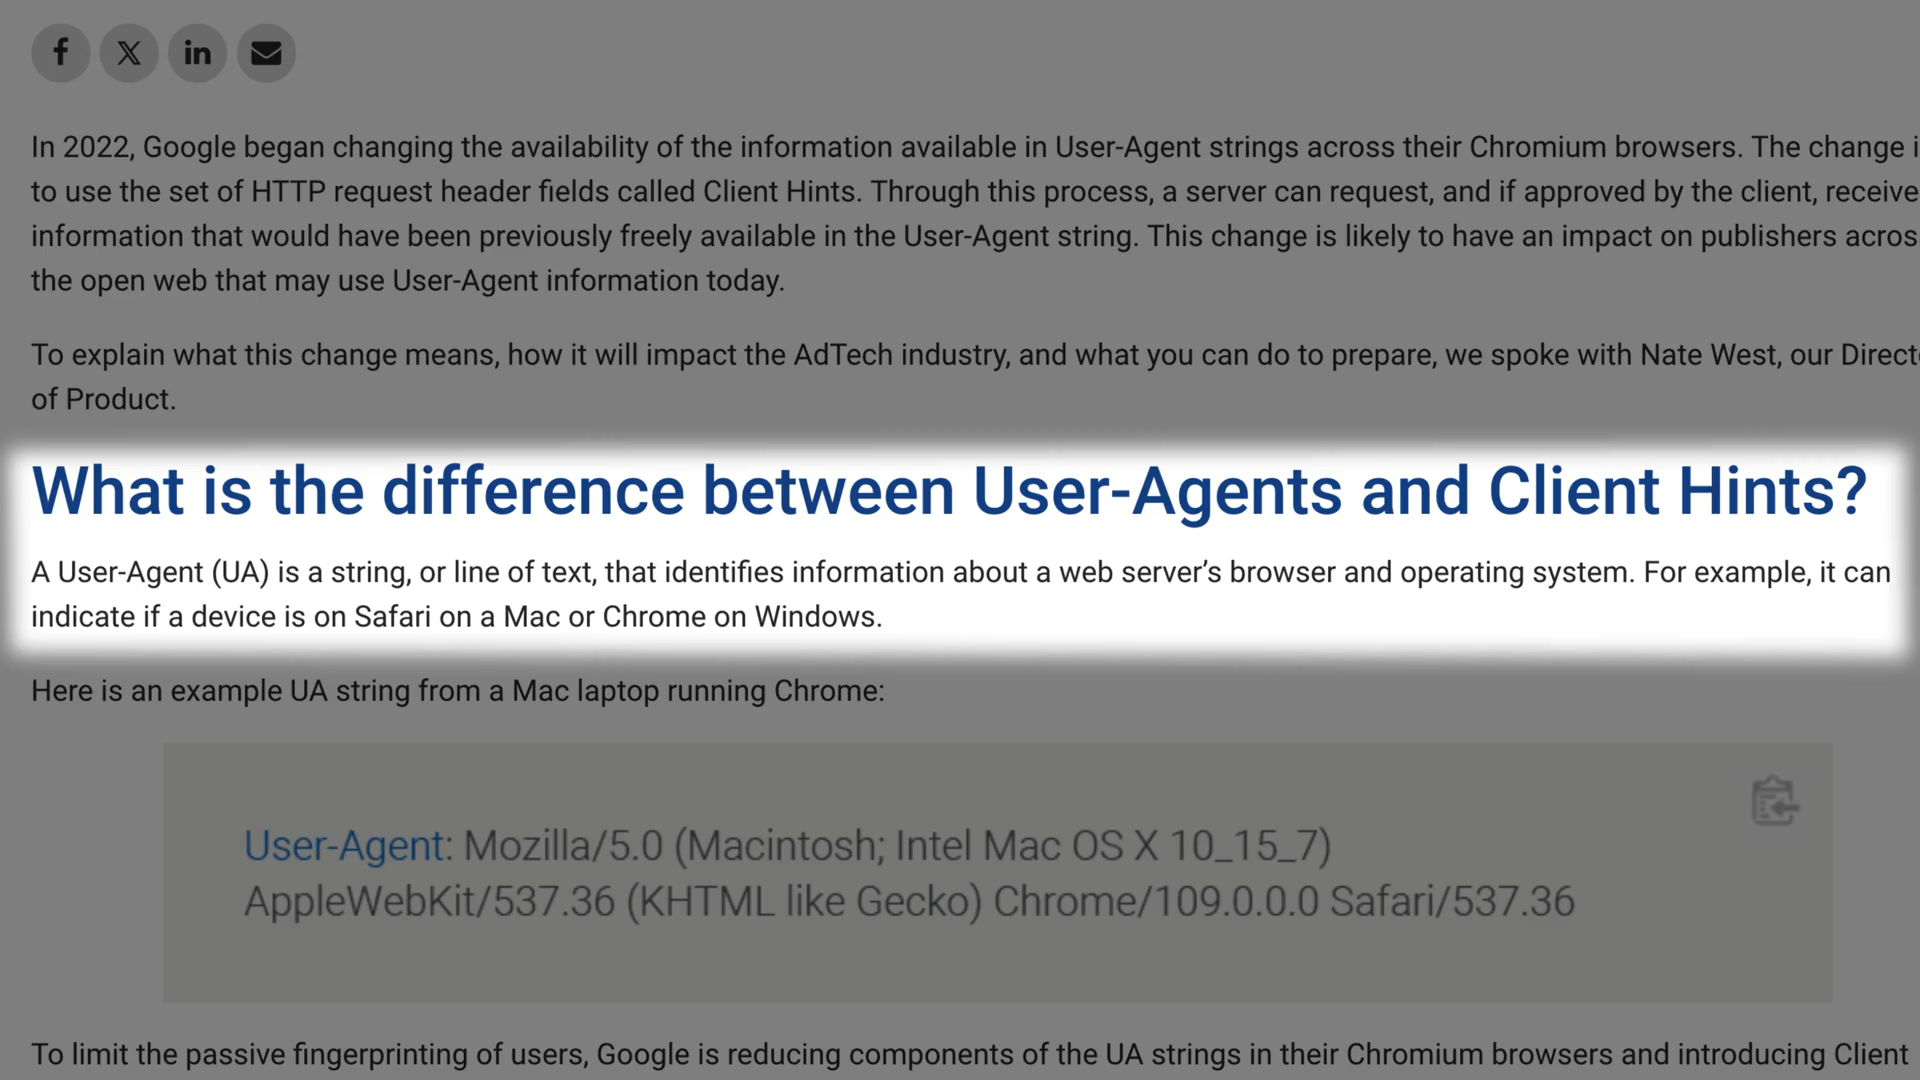 In 2022, Google began changing the availability of the information available in User-Agent strings across their Chromium browsers. The change i
to use the set of HTTP request header fields called Client Hints. Through this process, a server can request, and if approved by the client, receive
information that would have been previously freely available in the User-Agent string. This change is likely to have an impact on publishers acros
the open web that may use User-Agent information today.
To explain what this change means, how it will impact the AdTech industry, and what you can do to prepare, we spoke with Nate West, our Direct
of Product.
What is the difference between User-Agents and Client Hints?
A User-Agent (UA) is a string, or line of text, that identifies information about a web server’s browser and operating system. For example, it can
indicate if a device is on Safari on a Mac or Chrome on Windows.
Here is an example UA string from a Mac laptop running Chrome:
User-Agent: Mozilla/5.0 (Macintosh; Intel Mac OS X 10_15_7)
AppleWebKit/537.36 (KHTML like Gecko) Chrome/109.0.0.0 Safari/537.36
To limit the passive fingerprinting of users, Google is reducing components of the UA strings in their Chromium browsers and introducing Client